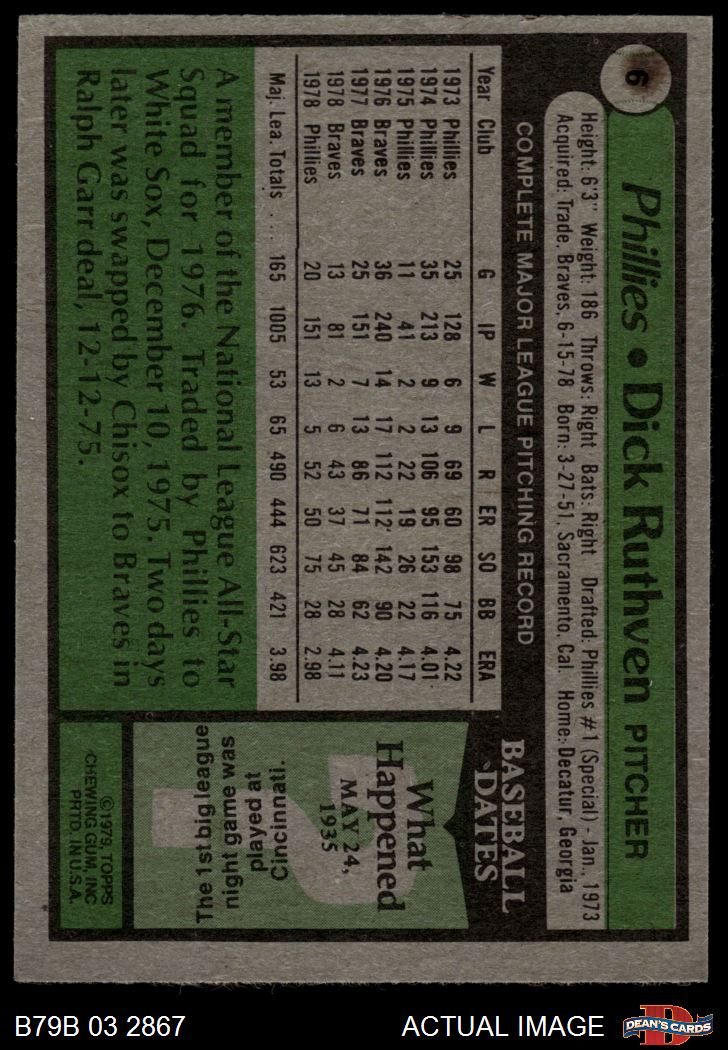 6
Phillies • Dick Ruthven PITCHER
Height: 6'3" Weight: 186 Throws: Right Bats: Right Drafted: Phillies #1 (Special) - Jan., 1973
Acquired: Trade, Braves, 6-15-78 Born: 3-27-51, Sacramento, Cal. Home: Decatur, Georgia
COMPLETE MAJOR LEAGUE PITCHING RECORD
Year Club G IP W L R ER SO BB ERA
1973 Phillies 25 128 6 9 69 60 98 75 4.22
1974 Phillies 35 213 9 13 106 95 153 116 4.01
1975 Phillies 11 41 2 2 22 19 26 22 4.17
1976 Braves 36 240 14 17 112 112 142 90 4.20
1977 Braves 25 151 7 13 86 71 84 62 4.23
1978 Braves 13 81 2 6 43 37 45 28 4.11
1978 Phillies 20 151 13 5 52 50 75 28 2.98
Maj. Lea. Totals . . . 165 1005 53 65 490 444 623 421 3.98
A member of the National League All-Star
Squad for 1976. Traded by Phillies to
White Sox, December 10, 1975. Two days
later was swapped by Chisox to Braves in
Ralph Garr deal, 12-12-75.
BASEBALL
DATES
What
Happened
MAY 24,
1935
The 1st big league
night game was
played at
Cincinnati.
©1979, TOPPS
CHEWING GUM, INC
PRTD. IN U.S.A.
B79B 03 2867 ACTUAL IMAGE
D
DEAN'S CARDS